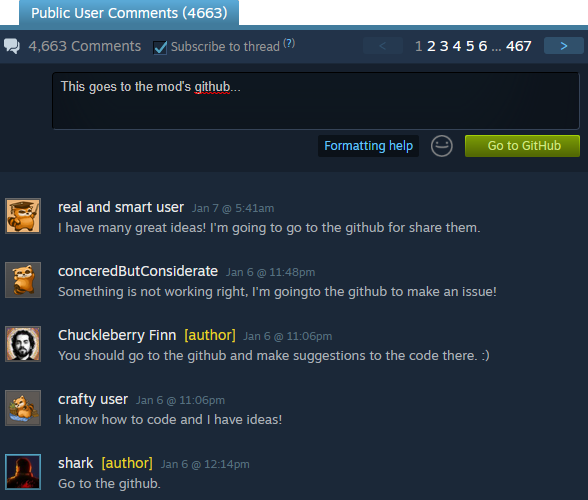 Public User Comments (4663)
4,663 Comments Subscribe to thread (?) < 1 2 3 4 5 6 ... 467 >
This goes to the mod's github...
Formatting help Go to GitHub
real and smart user Jan 7 @ 5:41am
I have many great ideas! I'm going to go to the github for share them.
conceredButConsiderate Jan 6 @ 11:48pm
Something is not working right, I'm goingto the github to make an issue!
Chuckleberry Finn [author] Jan 6 @ 11:06pm
You should go to the github and make suggestions to the code there. :)
crafty user Jan 6 @ 11:06pm
I know how to code and I have ideas!
shark [author] Jan 6 @ 12:14pm
Go to the github.